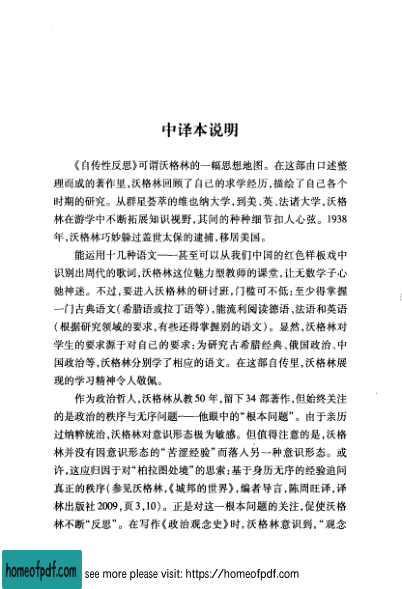 中译本说明
《自传性反思》可谓沃格林的一幅思想地图。在这部由口述整
理而成的著作里,沃格林回顾了自己的求学经历,描绘了自己各个
时期的研究。从群星荟萃的维也纳大学,到美、英、法诸大学,沃格
林在游学中不断拓展知识视野,其间的种种细节扣人心弦。1938
年,沃格林巧妙躲过盖世太保的逮捕,移居美国。
能运用十几种语文——甚至可以从我们中国的红色样板戏中
识别出周代的歌词,沃格林这位魅力型教师的课堂,让无数学子心
驰神迷。不过,要进入沃格林的研讨班,门槛可不低:至少得掌握
一门古典语文(希腊语或拉丁语等),能流利阅读德语、法语和英语
(根据研究领域的要求,有些还得掌握别的语文)。显然,沃格林对
学生的要求源于对自己的要求:为研究古希腊经典、俄国政治、中
国政治等,沃格林分别学了相应的语文。在这部自传里,沃格林展
现的学习精神令人敬佩。
作为政治哲人,沃格林从教50年,留下34部著作,但始终关注
的是政治的秩序与无序问题——他眼中的“根本问题”。由于亲历
过纳粹统治,沃格林对意识形态极为敏感。但值得注意的是,沃格
林并没有因意识形态的“苦涩经验”而落入另一种意识形态。或
许,这应归因于对“柏拉图处境”的思索:基于身历无序的经验追问
真正的秩序(参见沃格林,《城邦的世界》,编者导言,陈周旺译,译
林出版社2009,页3,10)。正是对这一根本问题的关注,促使沃格
林不断“反思”。在写作《政治观念史》时,沃格林意识到,“观念
homeofpdf.com
see more please visit: https://homeofpdf.com